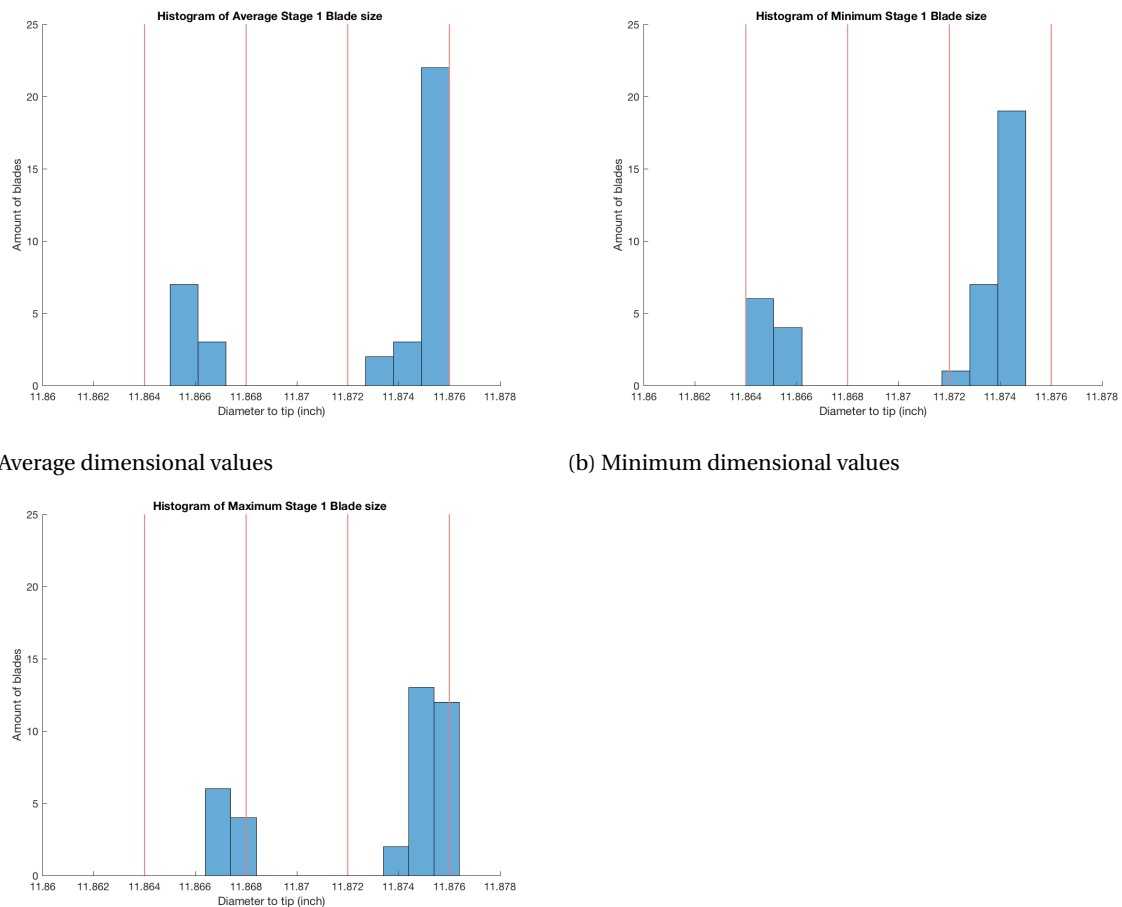 Histogram of Average Stage 1 Blade size
25
20
15
10
5
0
Amount of blades
11.86 11.862 11.864 11.866 11.868 11.87 11.872 11.874 11.876 11.878
Diameter to tip (inch)
Average dimensional values
Histogram of Minimum Stage 1 Blade size
25
20
15
10
5
0
Amount of blades
11.86 11.862 11.864 11.866 11.868 11.87 11.872 11.874 11.876 11.878
Diameter to tip (inch)
(b) Minimum dimensional values
Histogram of Maximum Stage 1 Blade size
25
20
15
10
5
0
Amount of blades
11.86 11.862 11.864 11.866 11.868 11.87 11.872 11.874 11.876 11.878
Diameter to tip (inch)